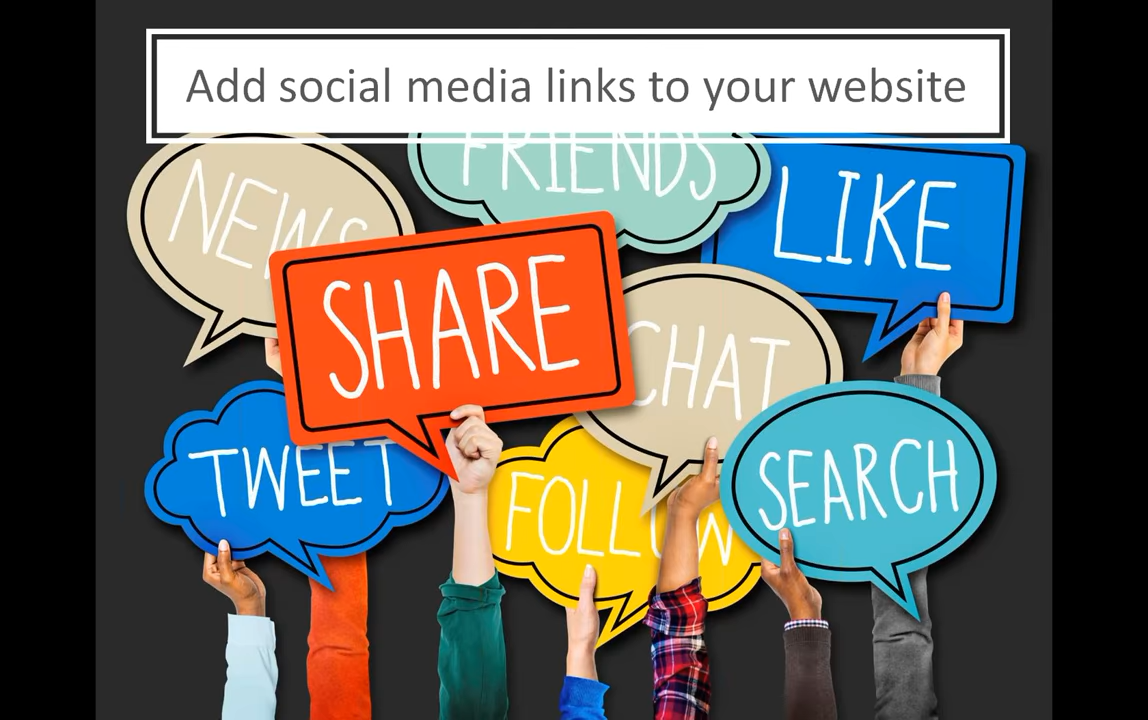 Add social media links to your website
FRIENDS
NEWS
LIKE
SHARE
CHAT
TWEET
FOLLOW
SEARCH